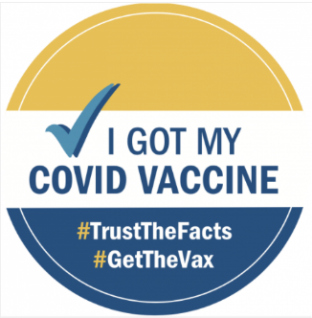 I GOT MY
COVID VACCINE
#TrustTheFacts
#GetTheVax